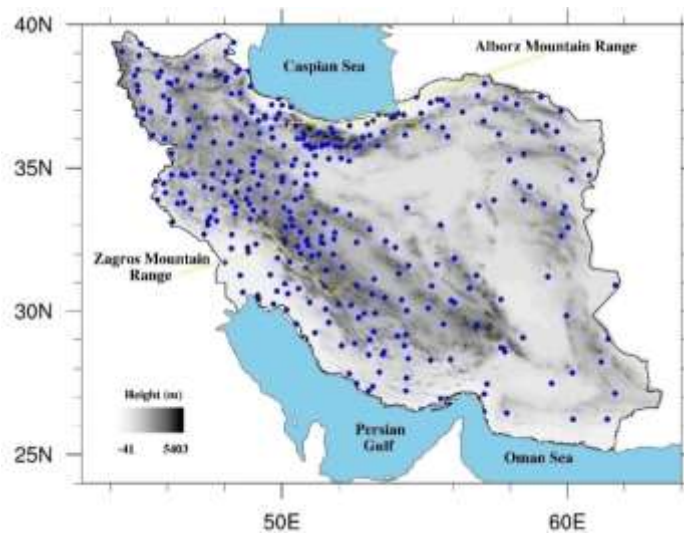 40N
Alborz Mountain Range
Caspian Sea
35N
Zagros Mountain
Range
30N
Height (m)
-41 5403
Persian
Gulf
Oman Sea
25N
50E 60E